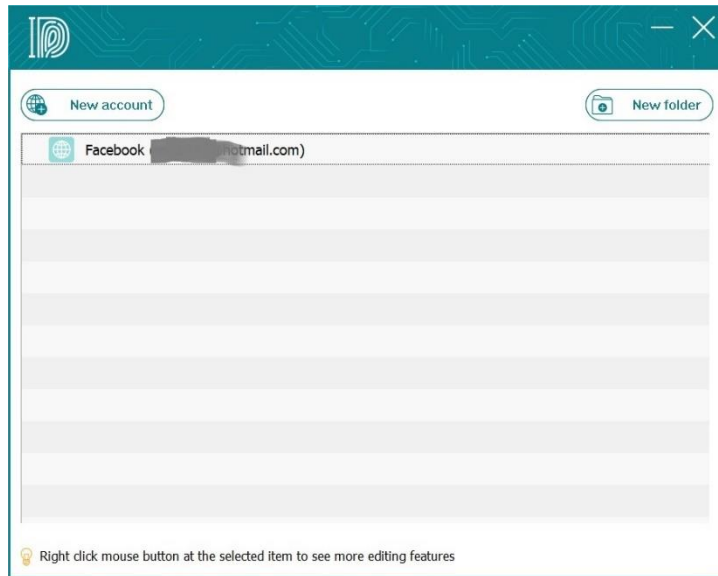 New account
New folder
Facebook hotmail.com)
Right click mouse button at the selected item to see more editing features